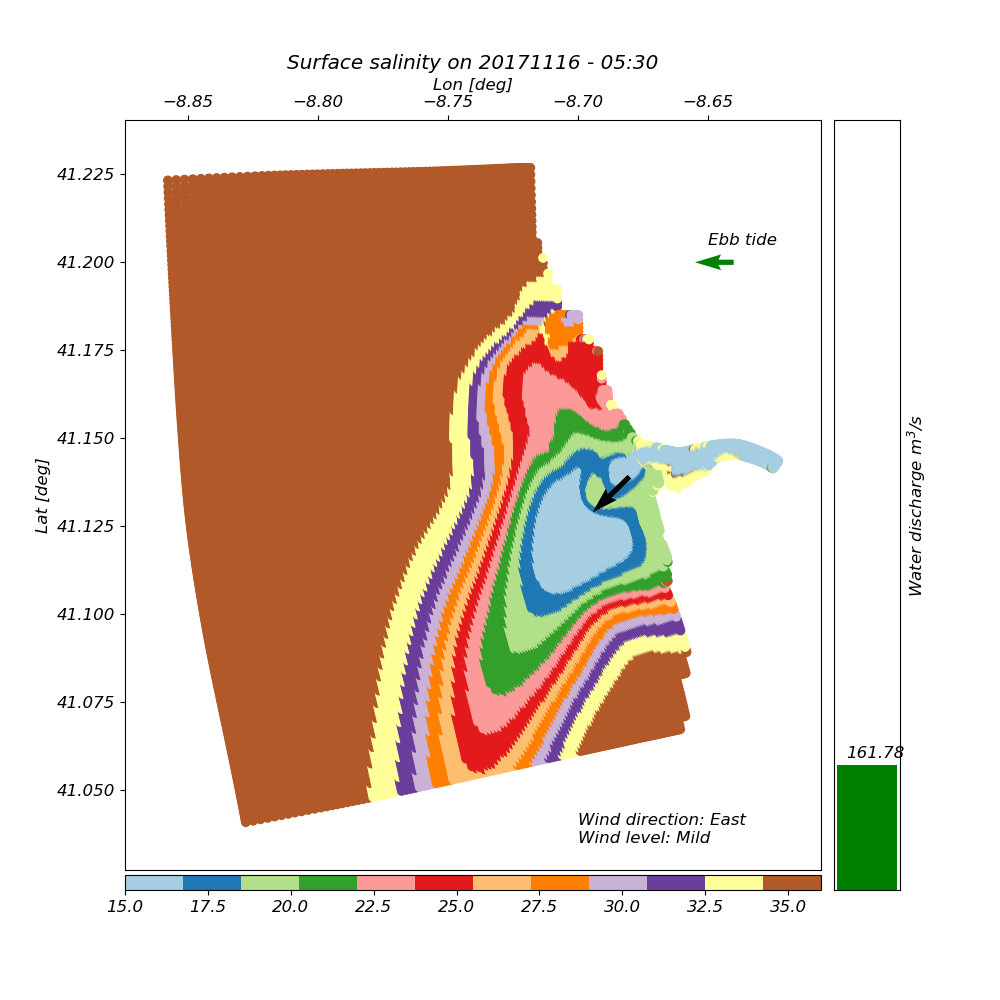 Surface salinity on 20171116 - 05:30
Lon [deg]
−8.85 −8.80 −8.75 −8.70 −8.65
41.225
41.200
41.175
41.150
41.125
41.100
41.075
41.050
Lat [deg]
Ebb tide
Water discharge m³/s
161.78
Wind direction: East
Wind level: Mild
15.0 17.5 20.0 22.5 25.0 27.5 30.0 32.5 35.0